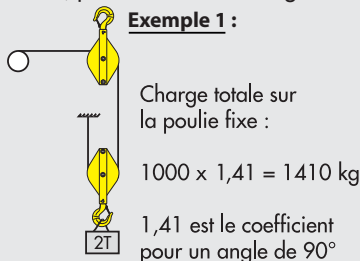 Exemple 1 :
Charge totale sur
la poulie fixe :
1000 x 1,41 = 1410 kg
1,41 est le coefficient
pour un angle de 90°
2T